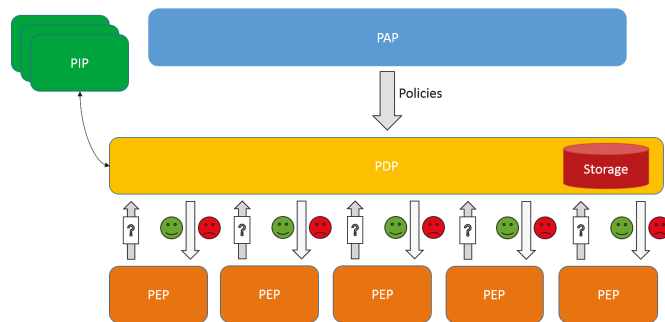 PAP
PIP
Policies
PDP
Storage
? ? ? ? ?
PEP PEP PEP PEP PEP